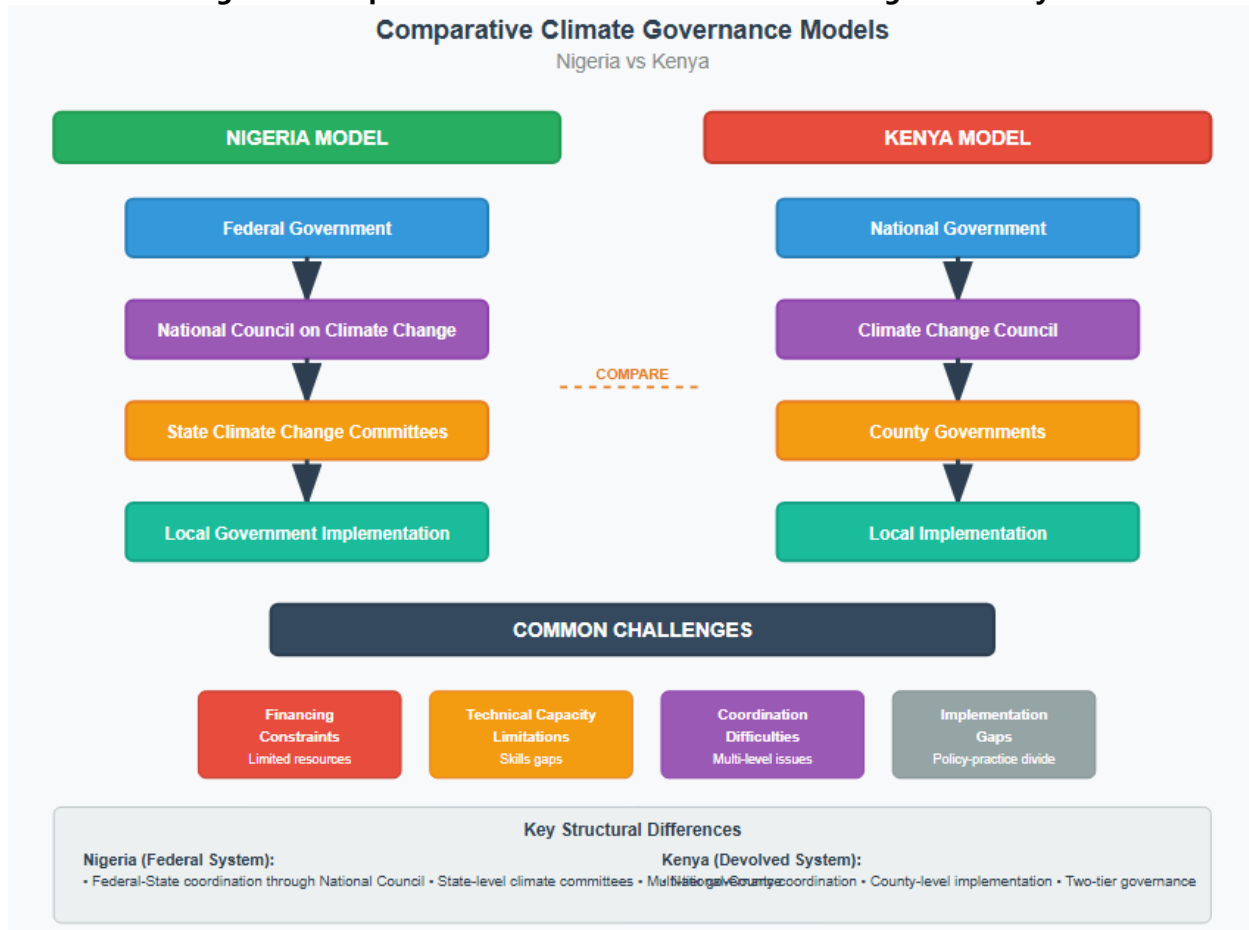 Comparative Climate Governance Models
Nigeria vs Kenya
NIGERIA MODEL
KENYA MODEL
Federal Government
National Government
National Council on Climate Change
Climate Change Council
COMPARE
State Climate Change Committees
County Governments
Local Government Implementation
Local Implementation
COMMON CHALLENGES
Financing
Constraints
Limited resources
Technical Capacity
Limitations
Skills gaps
Coordination
Difficulties
Multi-level issues
Implementation
Gaps
Policy-practice divide
Key Structural Differences
Nigeria (Federal System):
• Federal-State coordination through National Council • State-level climate committees •
Kenya (Devolved System):
coordination • County-level implementation • Two-tier governance